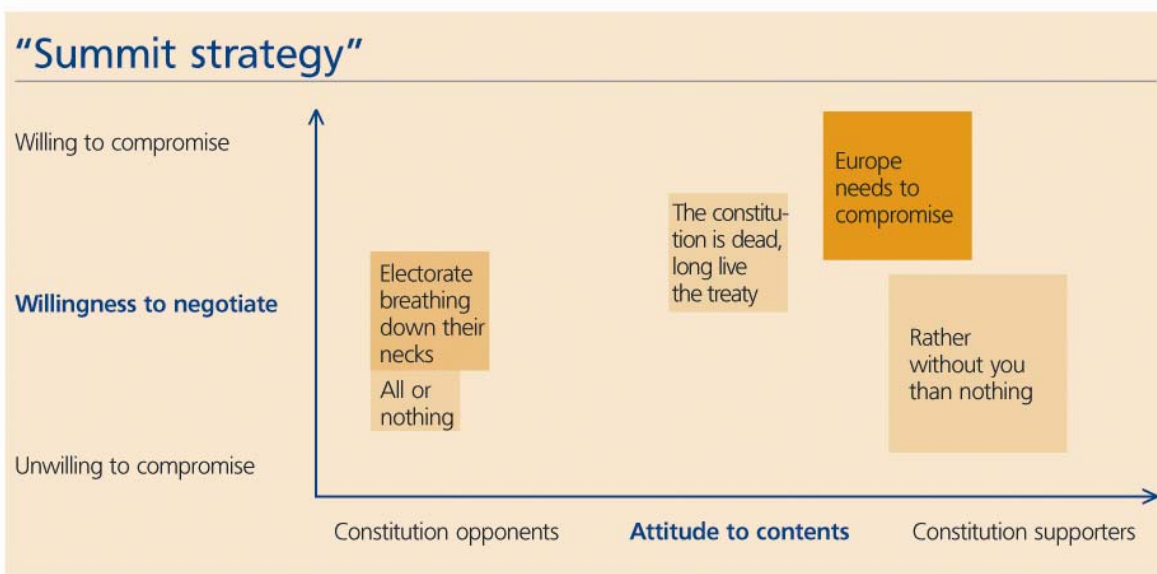 “Summit strategy”
Willing to compromise
Europe
needs to
compromise
The constitu-
tion is dead,
long live
the treaty
Electorate
breathing
down their
necks
Willingness to negotiate
Rather
without you
than nothing
All or
nothing
Unwilling to compromise
Constitution opponents
Attitude to contents
Constitution supporters